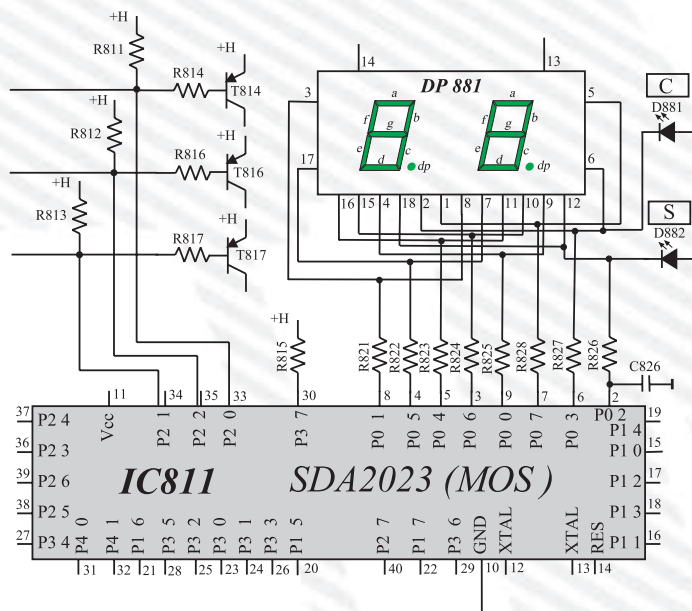 +H
R811
+H
R814
T814
+H
R812
+H
R816
T816
+H
R813
+H
R817
T817
14
13
DP 881
3
5
17
6
a
f
b
g
e
c
d
dp
a
f
b
g
e
c
d
dp
16 15 4 18 2 1 8 7 11 10 9 12
C
D881
S
D882
+H
R815
R821
R822
R823
R824
R825
R828
R827
R826
C826
11
34
35
33
30
8
4
5
3
9
7
6
2
Vcc
P2 1
P2 2
P2 0
P3 7
P0 1
P0 5
P0 4
P0 6
P0 0
P0 7
P0 3
P0 2
37 P2 4
36 P2 3
39 P2 6
38 P2 5
27 P3 4
P1 4 19
P1 0 15
P1 2 17
P1 3 18
P1 1 16
IC811
SDA2023 (MOS )
P4 0
P4 1
P1 6
P3 5
P3 2
P3 0
P3 1
P3 3
P1 5
P2 7
P1 7
P3 6
GND
XTAL
XTAL
RES
31
32
21
28
25
23
24
26
20
40
22
29
10
12
13
14